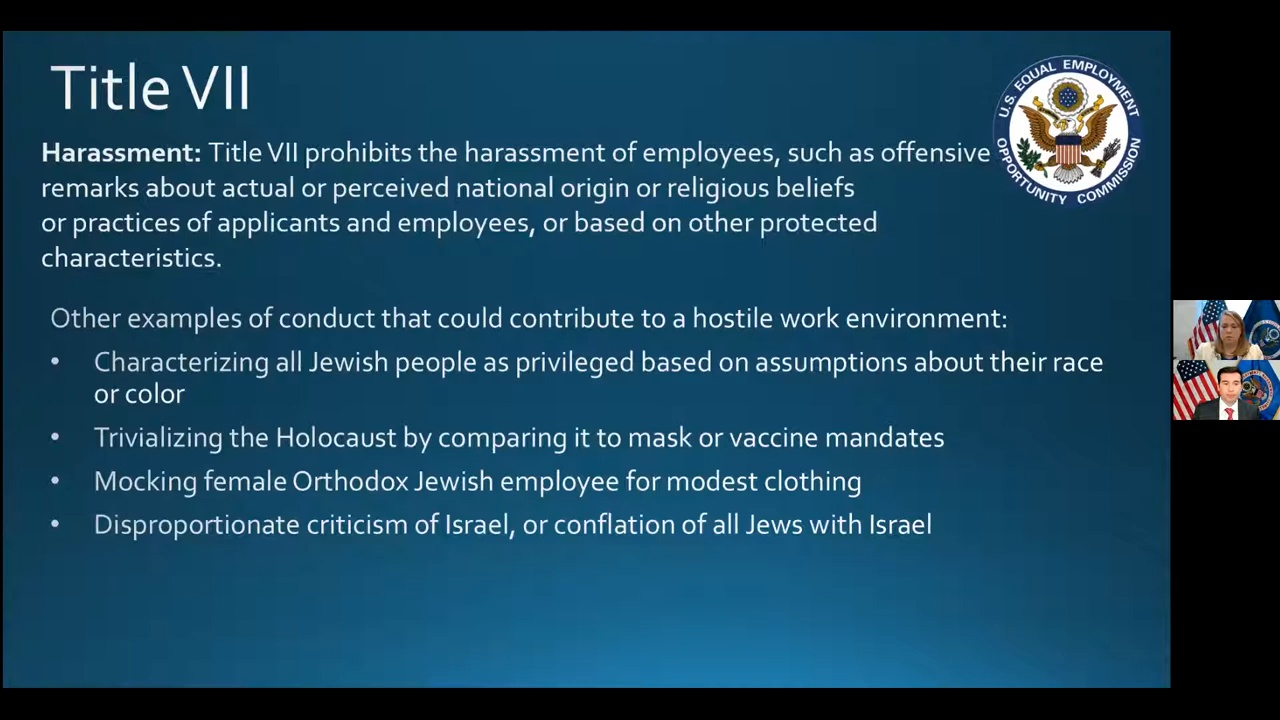 Title VII
U.S. EQUAL EMPLOYMENT
OPPORTUNITY COMMISSION
Harassment: Title VII prohibits the harassment of employees, such as offensive
remarks about actual or perceived national origin or religious beliefs
or practices of applicants and employees, or based on other protected
characteristics.
Other examples of conduct that could contribute to a hostile work environment:
• Characterizing all Jewish people as privileged based on assumptions about their race
or color
• Trivializing the Holocaust by comparing it to mask or vaccine mandates
• Mocking female Orthodox Jewish employee for modest clothing
• Disproportionate criticism of Israel, or conflation of all Jews with Israel